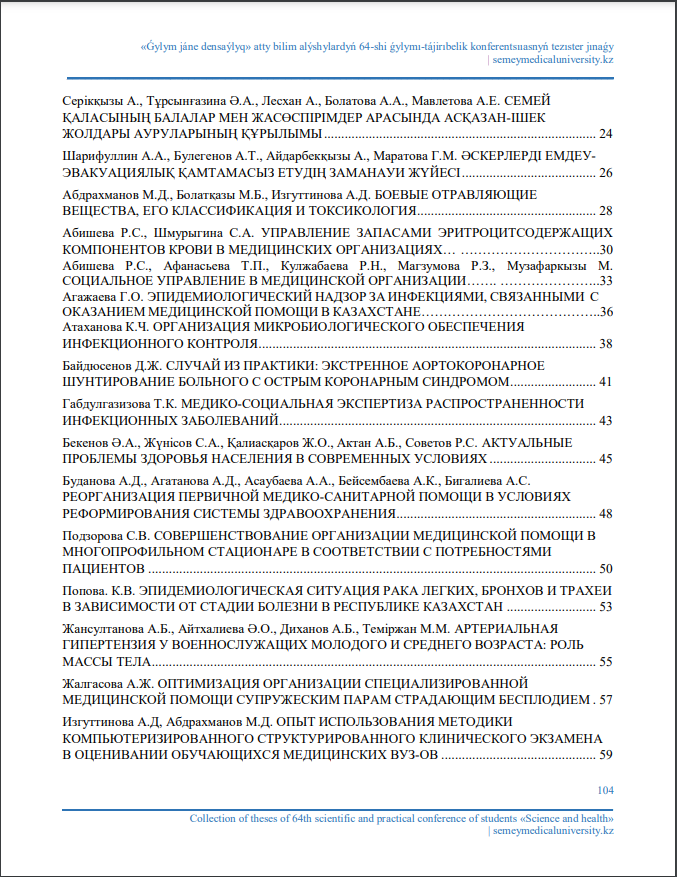 «Ǵylym jáne densaýlyq» atty bilim alýshylardyń 64-shi ǵylymı-tájirıbelik konferentsııasnyń tezıster jınaǵy
| semeymedicaluniversity.kz
Серікқызы А., Тұрсынғазина Ә.А., Лесхан А., Болатова А.А., Мавлетова А.Е. СЕМЕЙ
ҚАЛАСЫНЫҢ БАЛАЛАР МЕН ЖАСӨСПІРІМДЕР АРАСЫНДА АСҚАЗАН-ІШЕК
ЖОЛДАРЫ АУРУЛАРЫНЫҢ ҚҰРЫЛЫМЫ.......................................................................... 24
Шарифуллин А.А., Булегенов А.Т., Айдарбекқызы А., Маратова Г.М. ӘСКЕРЛЕРДІ ЕМДЕУ-
ЭВАКУАЦИЯЛЫҚ ҚАМТАМАСЫЗ ЕТУДІҢ ЗАМАНАУИ ЖҮЙЕСІ.................................... 26
Абдрахманов М.Д., Болатқазы М.Б., Изгуттинова А.Д. БОЕВЫЕ ОТРАВЛЯЮЩИЕ
ВЕЩЕСТВА, ЕГО КЛАССИФИКАЦИЯ И ТОКСИКОЛОГИЯ................................................ 28
Абишева Р.С., Шмурыгина С.А. УПРАВЛЕНИЕ ЗАПАСАМИ ЭРИТРОЦИТСОДЕРЖАЩИХ
КОМПОНЕНТОВ КРОВИ В МЕДИЦИНСКИХ ОРГАНИЗАЦИЯХ… …………………………..30
Абишева Р.С., Афанасьева Т.П., Кулжабаева Р.Н., Магзумова Р.З., Музафаркызы М.
СОЦИАЛЬНОЕ УПРАВЛЕНИЕ В МЕДИЦИНСКОЙ ОРГАНИЗАЦИИ……. …………………..33
Агажаева Г.О. ЭПИДЕМИОЛОГИЧЕСКИЙ НАДЗОР ЗА ИНФЕКЦИЯМИ, СВЯЗАННЫМИ С
ОКАЗАНИЕМ МЕДИЦИНСКОЙ ПОМОЩИ В КАЗАХСТАНЕ…………………………………..36
Атаханова К.Ч. ОРГАНИЗАЦИЯ МИКРОБИОЛОГИЧЕСКОГО ОБЕСПЕЧЕНИЯ
ИНФЕКЦИОННОГО КОНТРОЛЯ........................................................................................... 38
Байдюсенов Д.Ж. СЛУЧАЙ ИЗ ПРАКТИКИ: ЭКСТРЕННОЕ АОРТОКОРОНАРНОЕ
ШУНТИРОВАНИЕ БОЛЬНОГО С ОСТРЫМ КОРОНАРНЫМ СИНДРОМОМ....................... 41
Габдулгазизова Т.К. МЕДИКО-СОЦИАЛЬНАЯ ЭКСПЕРТИЗА РАСПРОСТРАНЕННОСТИ
ИНФЕКЦИОННЫХ ЗАБОЛЕВАНИЙ...................................................................................... 43
Бекенов Ә.А., Жүнісов С.А., Қалиасқаров Ж.О., Актан А.Б., Советов Р.С. АКТУАЛЬНЫЕ
ПРОБЛЕМЫ ЗДОРОВЬЯ НАСЕЛЕНИЯ В СОВРЕМЕННЫХ УСЛОВИЯХ ............................. 45
Буданова А.Д., Агатанова А.Д., Асаубаева А.А., Бейсембаева А.К., Бигалиева А.С.
РЕОРГАНИЗАЦИЯ ПЕРВИЧНОЙ МЕДИКО-САНИТАРНОЙ ПОМОЩИ В УСЛОВИЯХ
РЕФОРМИРОВАНИЯ СИСТЕМЫ ЗДРАВООХРАНЕНИЯ...................................................... 48
Подзорова С.В. СОВЕРШЕНСТВОВАНИЕ ОРГАНИЗАЦИИ МЕДИЦИНСКОЙ ПОМОЩИ В
МНОГОПРОФИЛЬНОМ СТАЦИОНАРЕ В СООТВЕТСТВИИ С ПОТРЕБНОСТЯМИ
ПАЦИЕНТОВ ........................................................................................................................ 50
Попова. К.В. ЭПИДЕМИОЛОГИЧЕСКАЯ СИТУАЦИЯ РАКА ЛЕГКИХ, БРОНХОВ И ТРАХЕИ
В ЗАВИСИМОСТИ ОТ СТАДИИ БОЛЕЗНИ В РЕСПУБЛИКЕ КАЗАХСТАН ........................ 53
Жансултанова А.Б., Айтхалиева Ә.О., Диханов А.Б., Теміржан М.М. АРТЕРИАЛЬНАЯ
ГИПЕРТЕНЗИЯ У ВОЕННОСЛУЖАЩИХ МОЛОДОГО И СРЕДНЕГО ВОЗРАСТА: РОЛЬ
МАССЫ ТЕЛА....................................................................................................................... 55
Жалгасова А.Ж. ОПТИМИЗАЦИЯ ОРГАНИЗАЦИИ СПЕЦИАЛИЗИРОВАННОЙ
МЕДИЦИНСКОЙ ПОМОЩИ СУПРУЖЕСКИМ ПАРАМ СТРАДАЮЩИМ БЕСПЛОДИЕМ . 57
Изгуттинова А.Д, Абдрахманов М.Д. ОПЫТ ИСПОЛЬЗОВАНИЯ МЕТОДИКИ
КОМПЬЮТЕРИЗИРОВАННОГО СТРУКТУРИРОВАННОГО КЛИНИЧЕСКОГО ЭКЗАМЕНА
В ОЦЕНИВАНИИ ОБУЧАЮЩИХСЯ МЕДИЦИНСКИХ ВУЗ-ОВ .......................................... 59
104
Collection of theses of 64th scientific and practical conference of students «Science and health»
| semeymedicaluniversity.kz